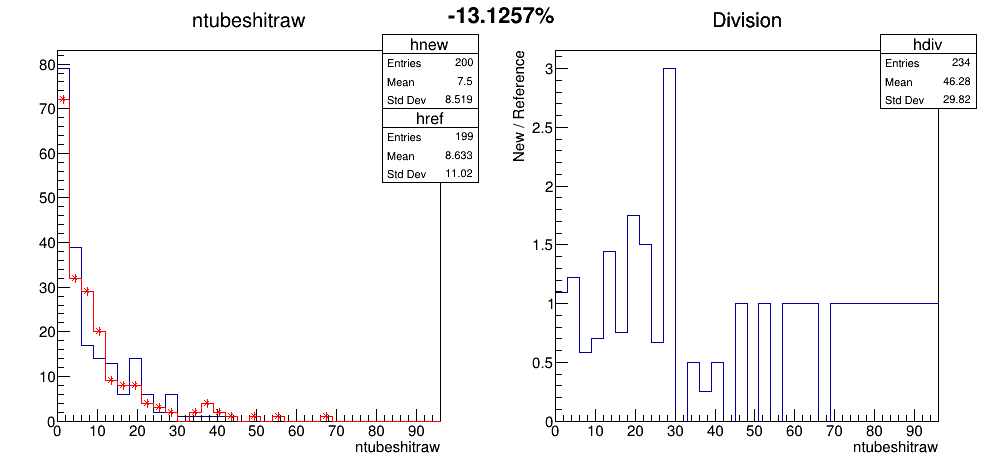 -13.1257%
ntubeshitraw
hnew
Entries 200
Mean 7.5
Std Dev 8.519
href
Entries 199
Mean 8.633
Std Dev 11.02
80
70
60
50
40
30
20
10
0
0 10 20 30 40 50 60 70 80 90
ntubeshitraw
Division
hdiv
Entries 234
Mean 46.28
Std Dev 29.82
New / Reference
3
2.5
2
1.5
1
0.5
0
0 10 20 30 40 50 60 70 80 90
ntubeshitraw